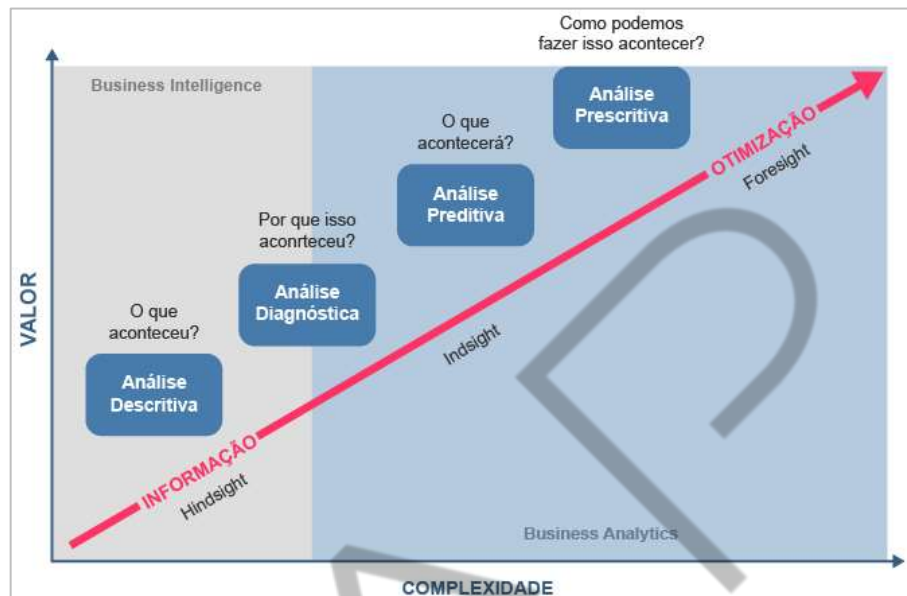 Como podemos
fazer isso acontecer?
Business Intelligence
Análise
Prescritiva
OTIMIZAÇÃO
Foresight
O que
acontecerá?
Análise
Preditiva
Por que isso
aconrteceu?
Análise
Diagnóstica
Indsight
O que
aconteceu?
Análise
Descritiva
INFORMAÇÃO
Hindsight
VALOR
Business Analytics
COMPLEXIDADE